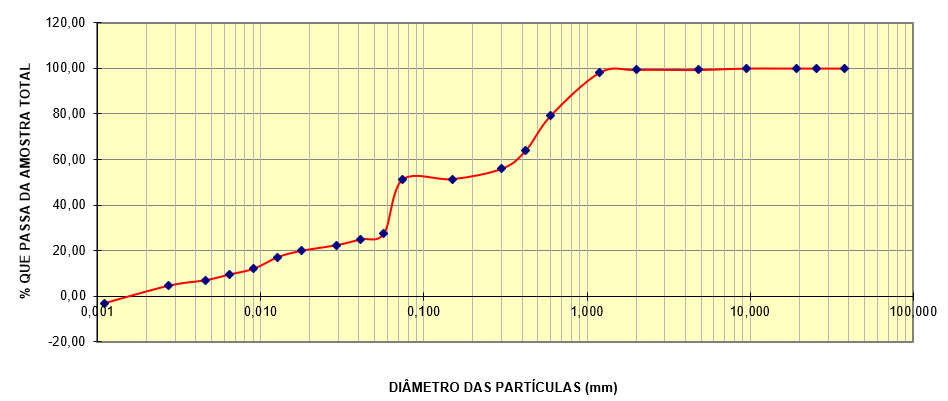 120,00
100,00
80,00
60,00
40,00
20,00
0,00
-20,00
% QUE PASSA DA AMOSTRA TOTAL
0,001 0,010 0,100 1,000 10,000 100,000
DIÂMETRO DAS PARTÍCULAS (mm)